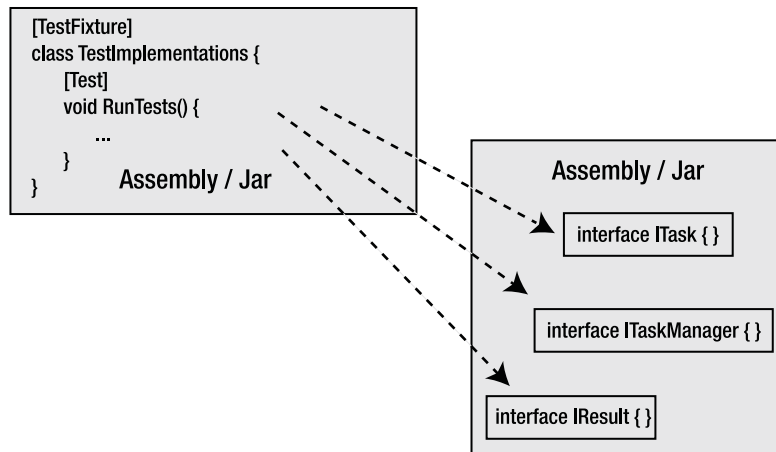 [TestFixture]
class TestImplementations {
[Test]
void RunTests() {
...
}
}
Assembly / Jar
Assembly / Jar
interface ITask { }
interface ITaskManager { }
interface IResult { }